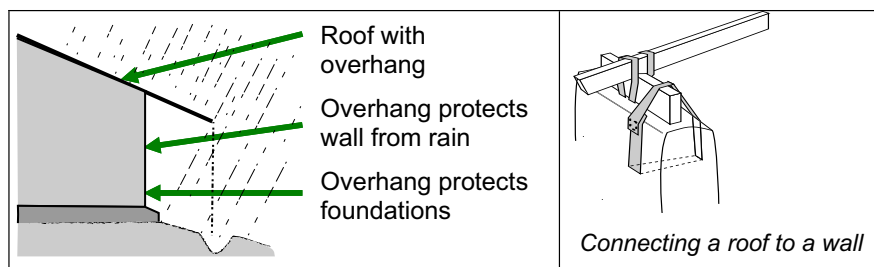 Roof with
overhang
Overhang protects
wall from rain
Overhang protects
foundations
Connecting a roof to a wall